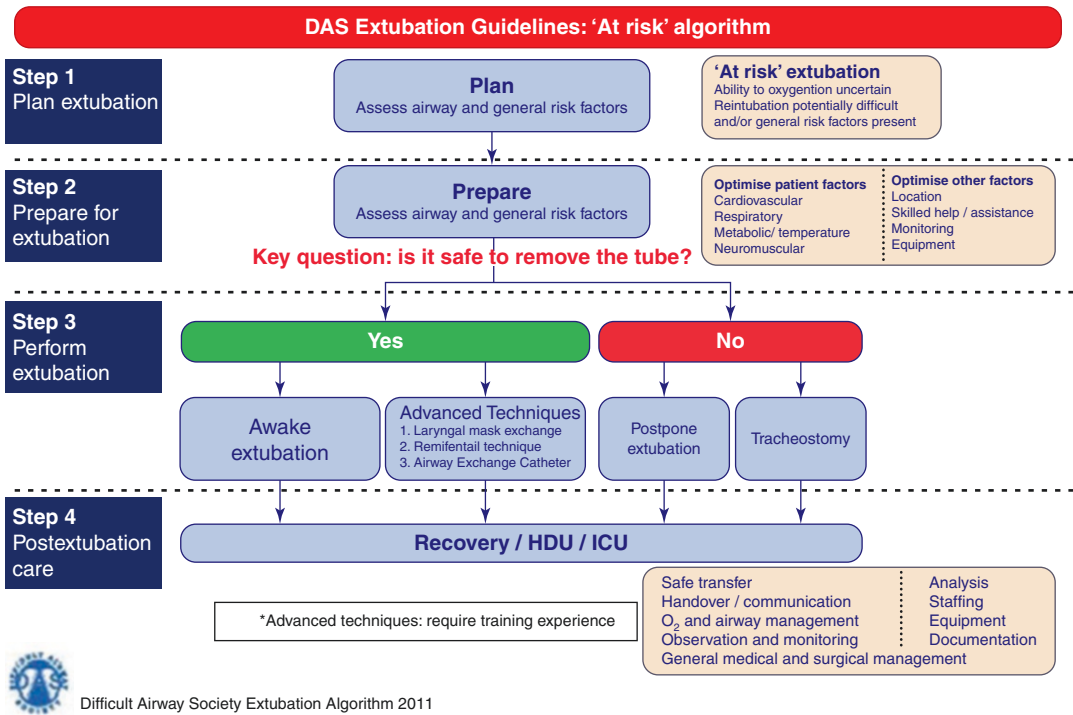 DAS Extubation Guidelines: ‘At risk’ algorithm
Step 1
Plan extubation
Plan
Assess airway and general risk factors
‘At risk’ extubation
Ability to oxygention uncertain
Reintubation potentially difficult
and/or general risk factors present
Step 2
Prepare for
extubation
Prepare
Assess airway and general risk factors
Optimise patient factors
Cardiovascular
Respiratory
Metabolic/ temperature
Neuromuscular
Optimise other factors
Location
Skilled help / assistance
Monitoring
Equipment
Key question: is it safe to remove the tube?
Step 3
Perform
extubation
Yes
No
Awake
extubation
Advanced Techniques
1. Laryngal mask exchange
2. Remifentail technique
3. Airway Exchange Catheter
Postpone
extubation
Tracheostomy
Step 4
Postextubation
care
Recovery / HDU / ICU
Safe transfer
Handover / communication
O₂ and airway management
Observation and monitoring
General medical and surgical management
Analysis
Staffing
Equipment
Documentation
*Advanced techniques: require training experience
DIFFICULT AIRWAY
DAS
SOCIETY
Difficult Airway Society Extubation Algorithm 2011